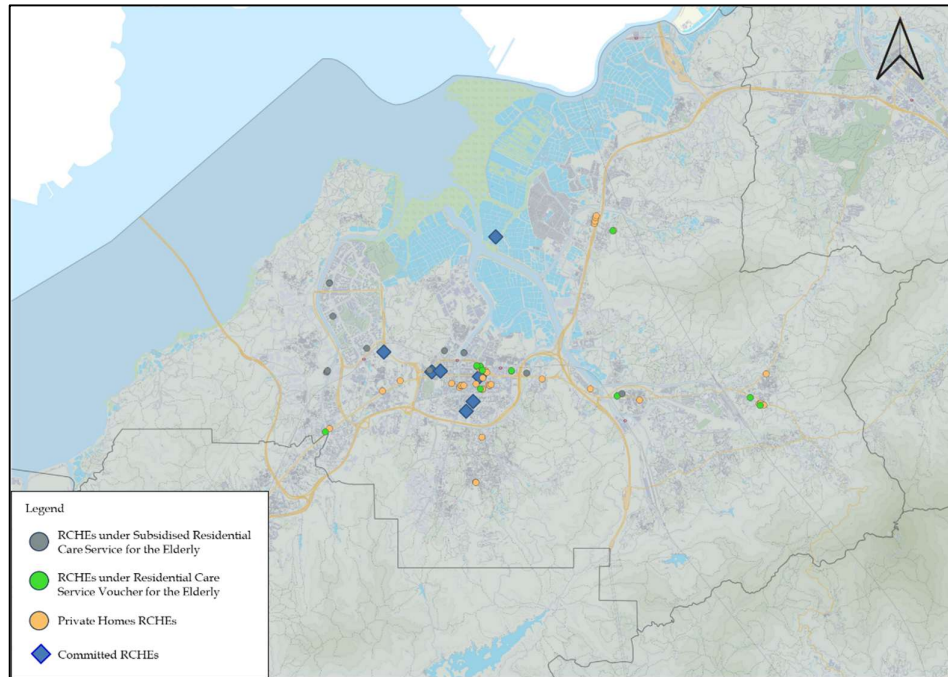 Legend
RCHEs under Subsidised Residential
Care Service for the Elderly
RCHEs under Residential Care
Service Voucher for the Elderly
Private Homes RCHEs
Committed RCHEs